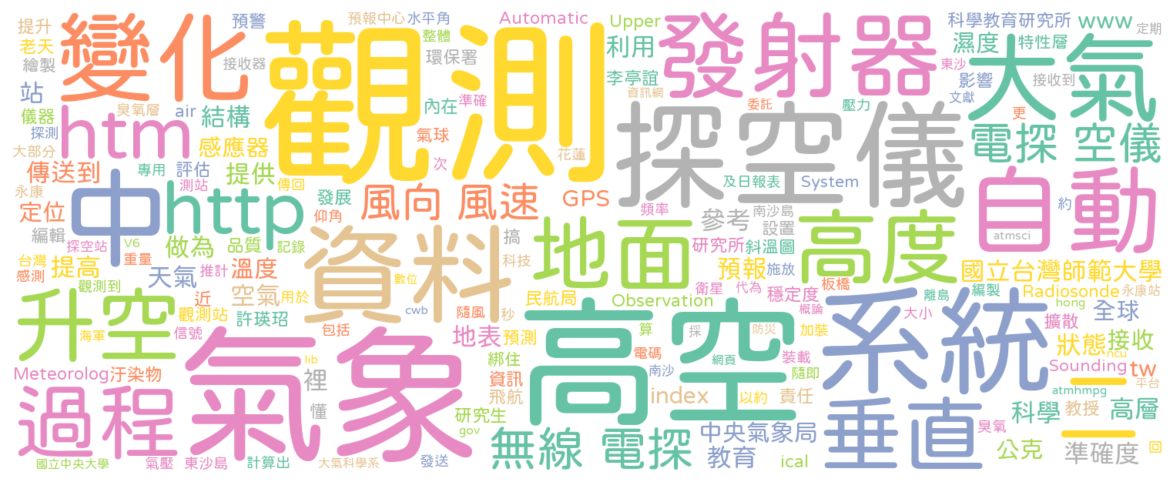 提升
老天
繪製
變化
接收器
預警
預報中心
水平角
整體
環保署
觀測
Automatic
Upper
利用
李亭誼
資訊網
發射器
科學教育研究所
www
定期
濕度
特性層
東沙
影響
接收到
文獻
大氣
站
儀器
探測
大部分
臭氧層
htm
air
結構
感應器
內在
準確
氣球
次
花蓮
委託
壓力
探空儀
更
電探 空儀
傳送到
專用
評估
提供
測站
傳回
永康
定位
編輯
中
http
發展
仰角
風向 風速
GPS
及日報表
System
頻率
參考
南沙島
設置
約
自動
atmsci
探空站
V6
重量
做為
品質
記錄
台灣
感測
提高
觀測到
天氣
推計
溫度
資料
搞
科技
數位
地面
研究所
斜溫圖
預報
施放
板橋
高度
國立台灣師範大學
衛星
代為
穩定度
離島
編製
Radiosonde
永康站
升空
近
空氣
用於
觀測站
許瑛玿
海軍
信號
包括
cwb
隨風
秒
民航局
Observation
概論
大小
hong
全球
擴散
地表
預測
算
採
防災
加裝
系統
狀態
接收
ncu
Meteorolog
汙染物
lib
裡
懂
氣象
綁住
資訊
飛航
電碼
南沙
網頁
裝載
隨即
高空
index
以約
責任
Sounding
tw
二
平台
atmhmpg
過程
研究生
gov
無線 電探
中央氣象局
教育
ical
垂直
臭氧
科學
教授
高層
公克
準確度
回
國立中央大學
氣壓
東沙島
計算出
大氣科學系
發送